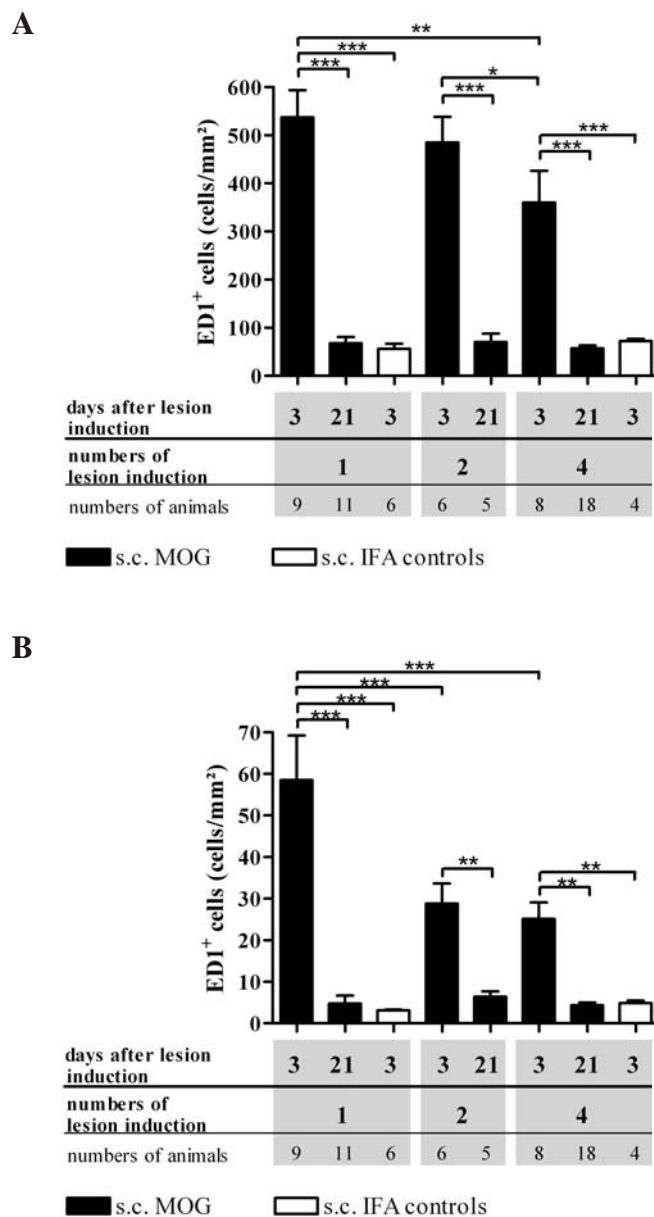 A
**
***
***
*
***
***
***
600
500
400
300
200
100
0
ED1+ cells (cells/mm²)
days after lesion induction
3 21 3 3 21 3 21 3
numbers of lesion induction
1 2 4
numbers of animals
9 11 6 6 5 8 18 4
s.c. MOG s.c. IFA controls
B
***
***
***
***
**
**
**
70
60
50
40
30
20
10
0
ED1+ cells (cells/mm²)
days after lesion
induction
3 21 3 3 21 3 21 3
numbers of
lesion induction
1 2 4
numbers of animals
9 11 6 6 5 8 18 4
s.c. MOG s.c. IFA controls